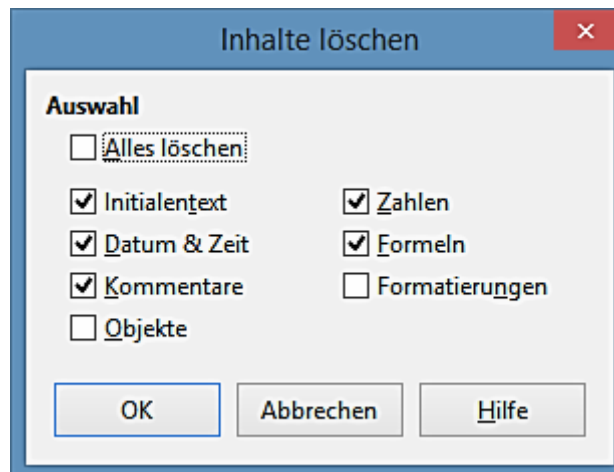 Inhalte löschen
Auswahl
Alles löschen
Initialentext Zahlen
Datum & Zeit Formeln
Kommentare Formatierungen
Objekte
OK Abbrechen Hilfe